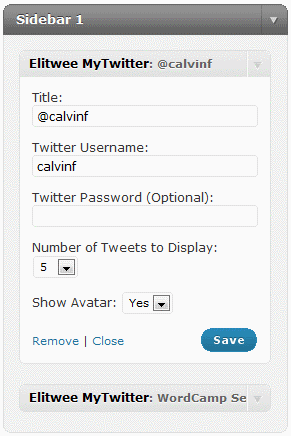 Sidebar 1
Elitwee MyTwitter: @calvinf
Title:
@calvinf
Twitter Username:
calvinf
Twitter Password (Optional):
Number of Tweets to Display:
5
Show Avatar: Yes
Remove | Close Save
Elitwee MyTwitter: WordCamp Se